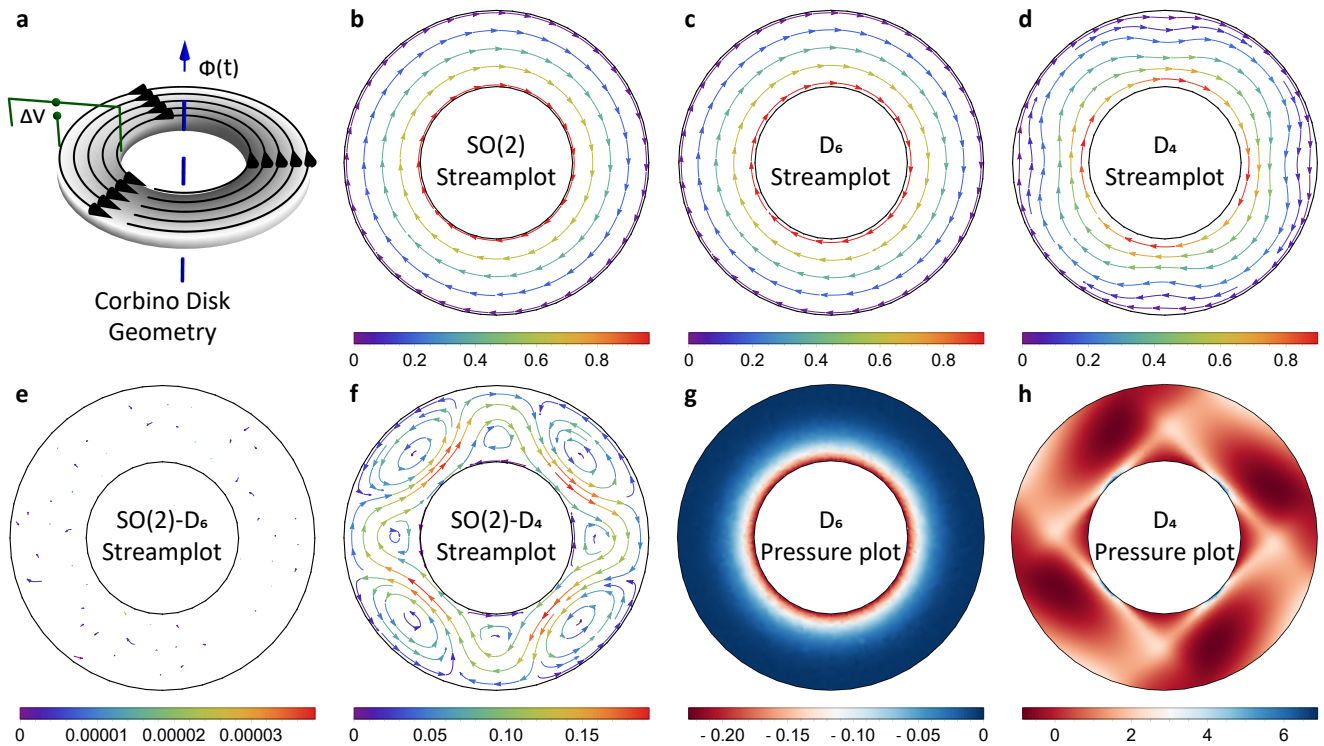 a
Φ(t)
ΔV
Corbino Disk
Geometry
b
SO(2)
Streamplot
0 0.2 0.4 0.6 0.8
c
D₆
Streamplot
0 0.2 0.4 0.6 0.8
d
D₄
Streamplot
0 0.2 0.4 0.6 0.8
e
SO(2)-D₆
Streamplot
0 0.00001 0.00002 0.00003
f
SO(2)-D₄
Streamplot
0 0.05 0.10 0.15
g
D₆
Pressure plot
- 0.20 - 0.15 - 0.10 - 0.05 0
h
D₄
Pressure plot
0 2 4 6